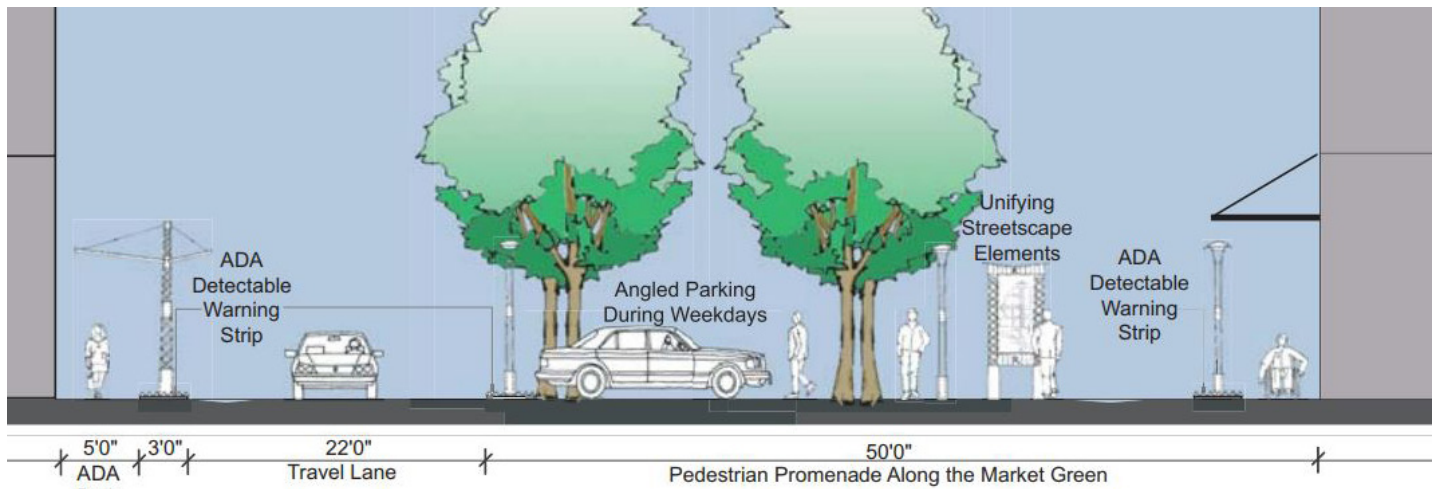 Unifying
Streetscape
Elements
ADA
Detectable
Warning
Strip
Angled Parking
During Weekdays
ADA
Detectable
Warning
Strip
5'0" 3'0" 22'0" 50'0"
ADA Travel Lane Pedestrian Promenade Along the Market Green